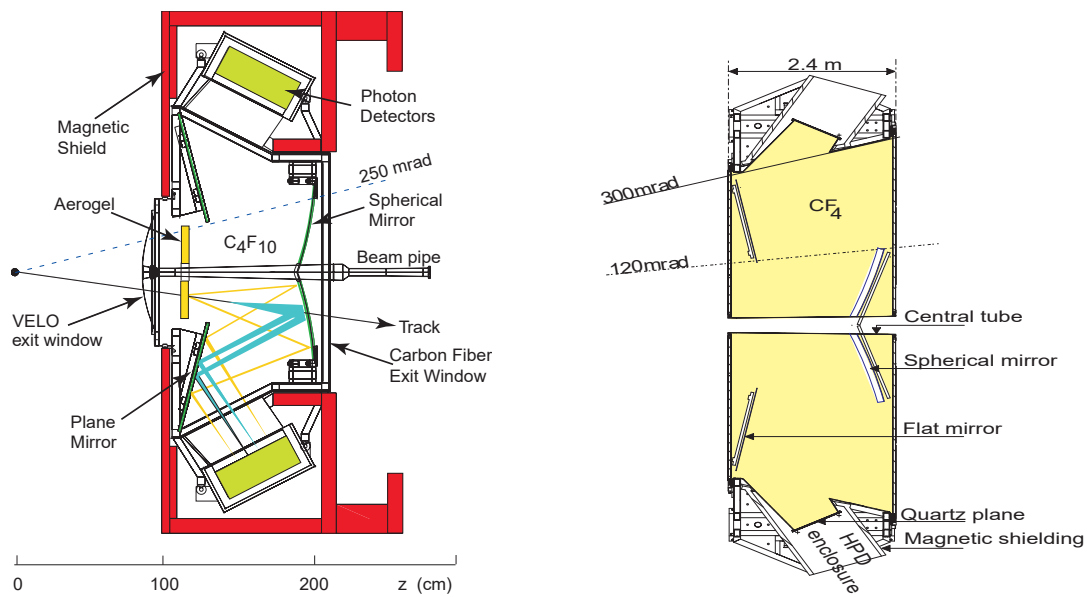 Photon
Detectors
Magnetic
Shield
250 mrad
Aerogel
Spherical
Mirror
C4F10
Beam pipe
VELO
exit window
Track
Carbon Fiber
Exit Window
Plane
Mirror
0
100
200
z (cm)
2.4 m
300mrad
CF4
120mrad
Central tube
Spherical mirror
Flat mirror
Quartz plane
Magnetic shielding
HPD
enclosure